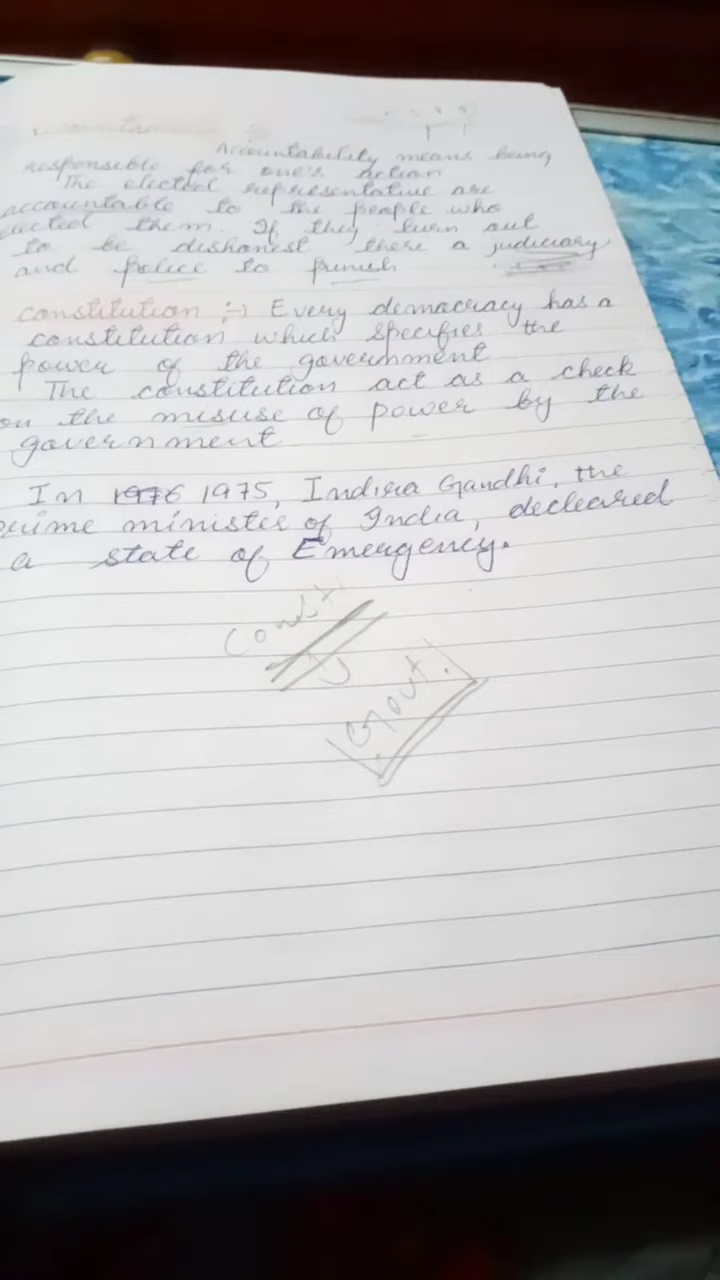 Accountability means being
responsible for one's action
The elected representative are
accountable to the people who
elected them. If they turn out
to be dishonest there a judiciary
and police to punish
constitution :-) Every democracy has a
constitution which specifies the
power of the government
The constitution act as a check
on the misuse of power by the
government
In 1976 1975, Indira Gandhi, the
prime minister of India, decleared
a state of Emergency.
Const
Govt.